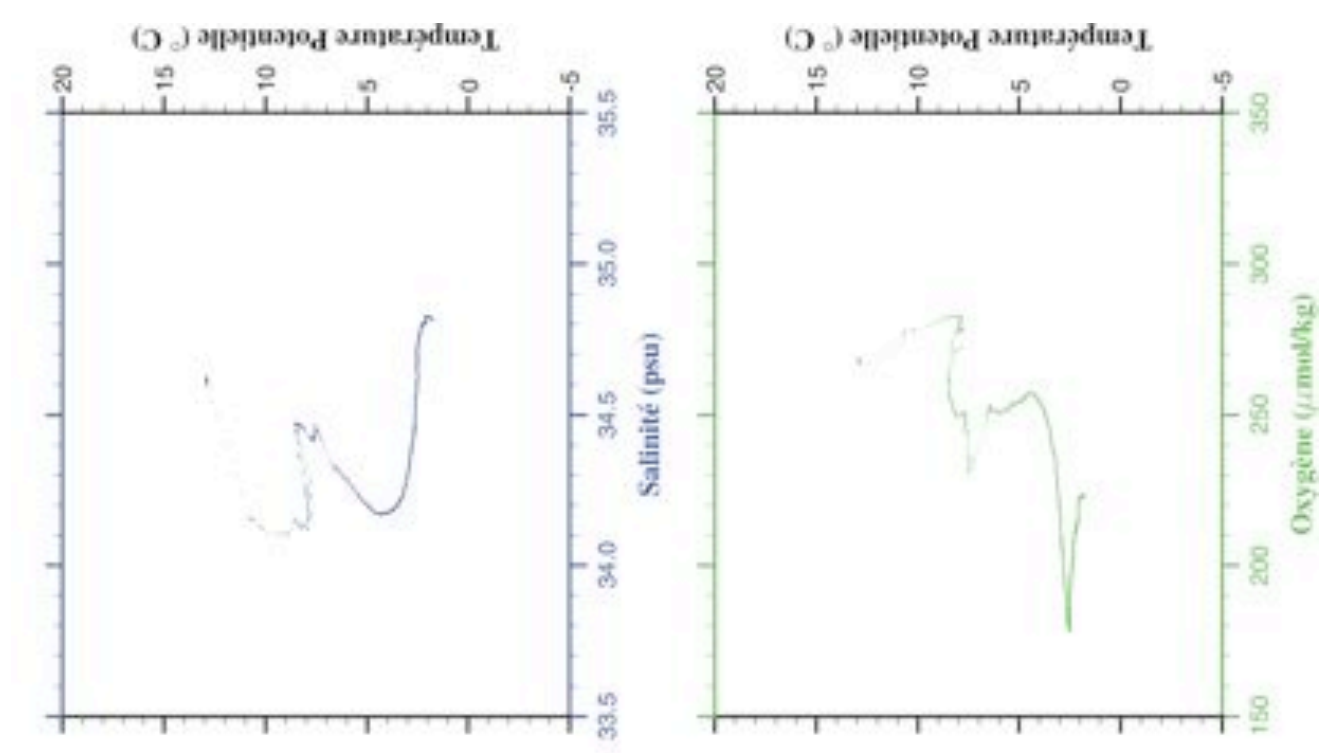 Température Potentielle (° C)
20 15 10 5 0 -5
33.5 34.0 34.5 35.0 35.5
Salinité (psu)
Température Potentielle (° C)
20 15 10 5 0 -5
150 200 250 300 350
Oxygène (μmol/kg)